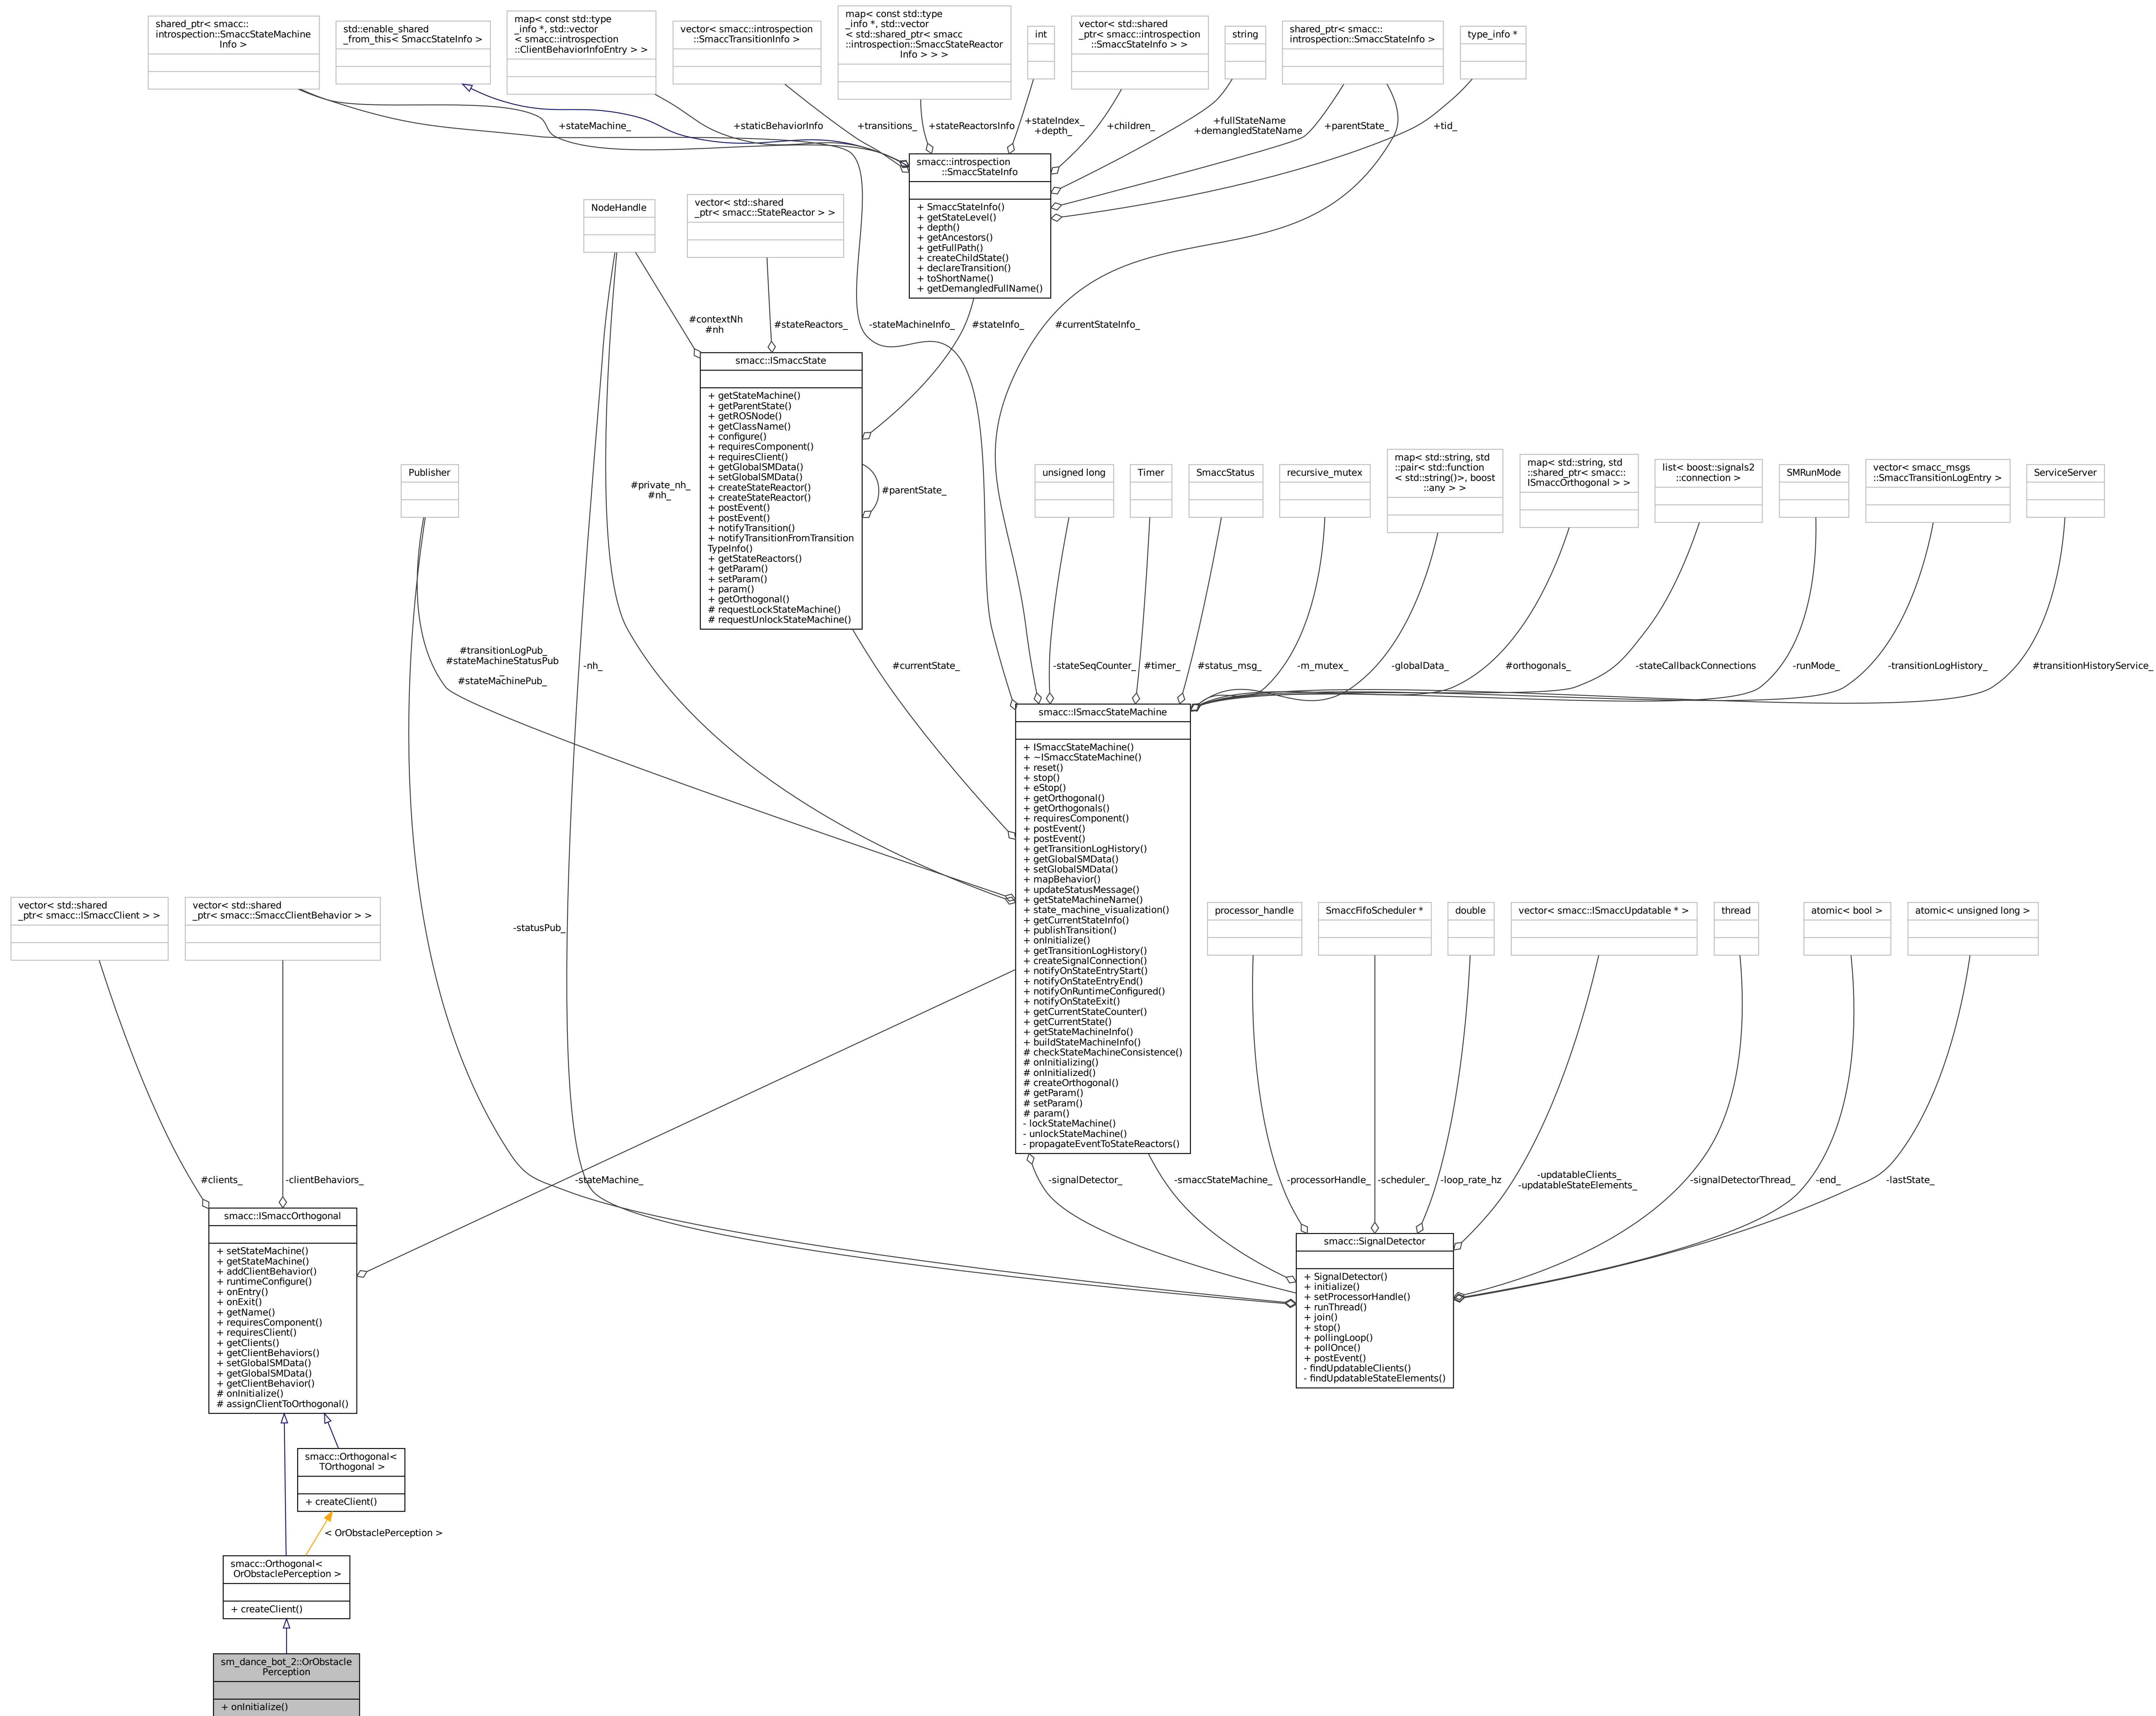 shared_ptr< smacc::
introspection::SmaccStateMachine
Info >
std::enable_shared
_from_this< SmaccStateInfo >
map< const std::type
_info *, std::vector
< smacc::introspection
::ClientBehaviorInfoEntry > >
vector< smacc::introspection
::SmaccTransitionInfo >
map< const std::type
_info *, std::vector
< std::shared_ptr< smacc
::introspection::SmaccStateReactor
Info > > >
int
vector< std::shared
_ptr< smacc::introspection
::SmaccStateInfo > >
string
shared_ptr< smacc::
introspection::SmaccStateInfo >
type_info *
+stateMachine_
+staticBehaviorInfo
+transitions_
+stateReactorsInfo
+stateIndex_
+depth_
+children_
+fullStateName
+demangledStateName
+parentState_
+tid_
smacc::introspection
::SmaccStateInfo
+ SmaccStateInfo()
+ getStateLevel()
+ depth()
+ getAncestors()
+ getFullPath()
+ createChildState()
+ declareTransition()
+ toShortName()
+ getDemangledFullName()
NodeHandle
vector< std::shared
_ptr< smacc::StateReactor > >
#contextNh
#nh
#stateReactors_
-stateMachineInfo_
#stateInfo_
#currentStateInfo_
smacc::ISmaccState
+ getStateMachine()
+ getParentState()
+ getROSNode()
+ getClassName()
+ configure()
+ requiresComponent()
+ requiresClient()
+ getGlobalSMData()
+ setGlobalSMData()
+ createStateReactor()
+ createStateReactor()
+ postEvent()
+ postEvent()
+ notifyTransition()
+ notifyTransitionFromTransition
TypeInfo()
+ getStateReactors()
+ getParam()
+ setParam()
+ param()
+ getOrthogonal()
# requestLockStateMachine()
# requestUnlockStateMachine()
#parentState_
Publisher
#private_nh_
#nh_
unsigned long
Timer
SmaccStatus
recursive_mutex
map< std::string, std
::pair< std::function
< std::string()>, boost
::any > >
map< std::string, std
::shared_ptr< smacc::
ISmaccOrthogonal > >
list< boost::signals2
::connection >
SMRunMode
vector< smacc_msgs
::SmaccTransitionLogEntry >
ServiceServer
#transitionLogPub_
#stateMachineStatusPub
_
#stateMachinePub_
-nh_
#currentState_
-stateSeqCounter_
#timer_
#status_msg_
-m_mutex_
-globalData_
#orthogonals_
-stateCallbackConnections
-runMode_
-transitionLogHistory_
#transitionHistoryService_
smacc::ISmaccStateMachine
+ ISmaccStateMachine()
+ ~ISmaccStateMachine()
+ reset()
+ stop()
+ eStop()
+ getOrthogonal()
+ getOrthogonals()
+ requiresComponent()
+ postEvent()
+ postEvent()
+ getTransitionLogHistory()
+ getGlobalSMData()
+ setGlobalSMData()
+ mapBehavior()
+ updateStatusMessage()
+ getStateMachineName()
+ state_machine_visualization()
+ getCurrentStateInfo()
+ publishTransition()
+ onInitialize()
+ getTransitionLogHistory()
+ createSignalConnection()
+ notifyOnStateEntryStart()
+ notifyOnStateEntryEnd()
+ notifyOnRuntimeConfigured()
+ notifyOnStateExit()
+ getCurrentStateCounter()
+ getCurrentState()
+ getStateMachineInfo()
+ buildStateMachineInfo()
# checkStateMachineConsistence()
# onInitializing()
# onInitialized()
# createOrthogonal()
# getParam()
# setParam()
# param()
- lockStateMachine()
- unlockStateMachine()
- propagateEventToStateReactors()
vector< std::shared
_ptr< smacc::ISmaccClient > >
vector< std::shared
_ptr< smacc::SmaccClientBehavior > >
-statusPub_
processor_handle
SmaccFifoScheduler *
double
vector< smacc::ISmaccUpdatable * >
thread
atomic< bool >
atomic< unsigned long >
#clients_
-clientBehaviors_
-stateMachine_
-signalDetector_
-smaccStateMachine_
-processorHandle_
-scheduler_
-loop_rate_hz
-updatableClients_
-updatableStateElements_
-signalDetectorThread_
-end_
-lastState_
smacc::ISmaccOrthogonal
+ setStateMachine()
+ getStateMachine()
+ addClientBehavior()
+ runtimeConfigure()
+ onEntry()
+ onExit()
+ getName()
+ requiresComponent()
+ requiresClient()
+ getClients()
+ getClientBehaviors()
+ setGlobalSMData()
+ getGlobalSMData()
+ getClientBehavior()
# onInitialize()
# assignClientToOrthogonal()
smacc::SignalDetector
+ SignalDetector()
+ initialize()
+ setProcessorHandle()
+ runThread()
+ join()
+ stop()
+ pollingLoop()
+ pollOnce()
+ postEvent()
- findUpdatableClients()
- findUpdatableStateElements()
smacc::Orthogonal<
TOrthogonal >
+ createClient()
< OrObstaclePerception >
smacc::Orthogonal<
OrObstaclePerception >
+ createClient()
sm_dance_bot_2::OrObstacle
Perception
+ onInitialize()